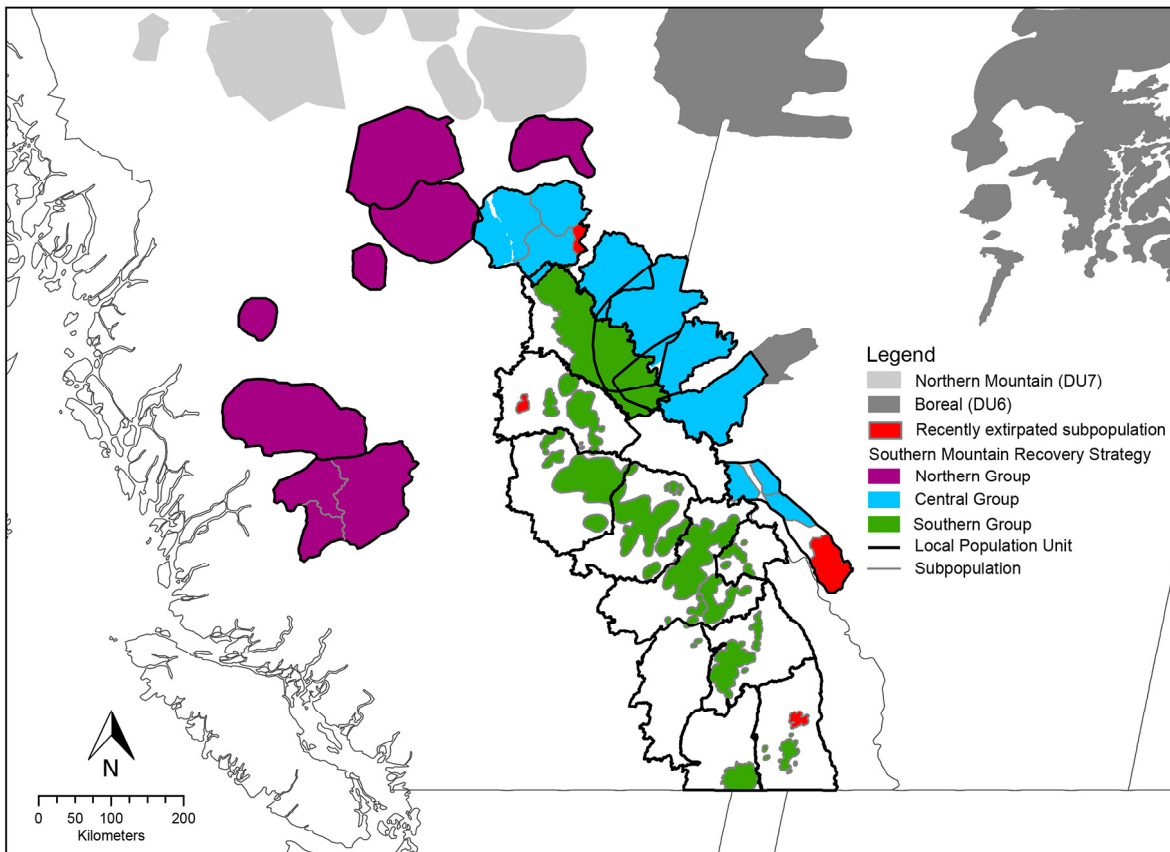 Legend
Northern Mountain (DU7)
Boreal (DU6)
Recently extirpated subpopulation
Southern Mountain Recovery Strategy
Northern Group
Central Group
Southern Group
Local Population Unit
Subpopulation
N
0 50 100 200
Kilometers